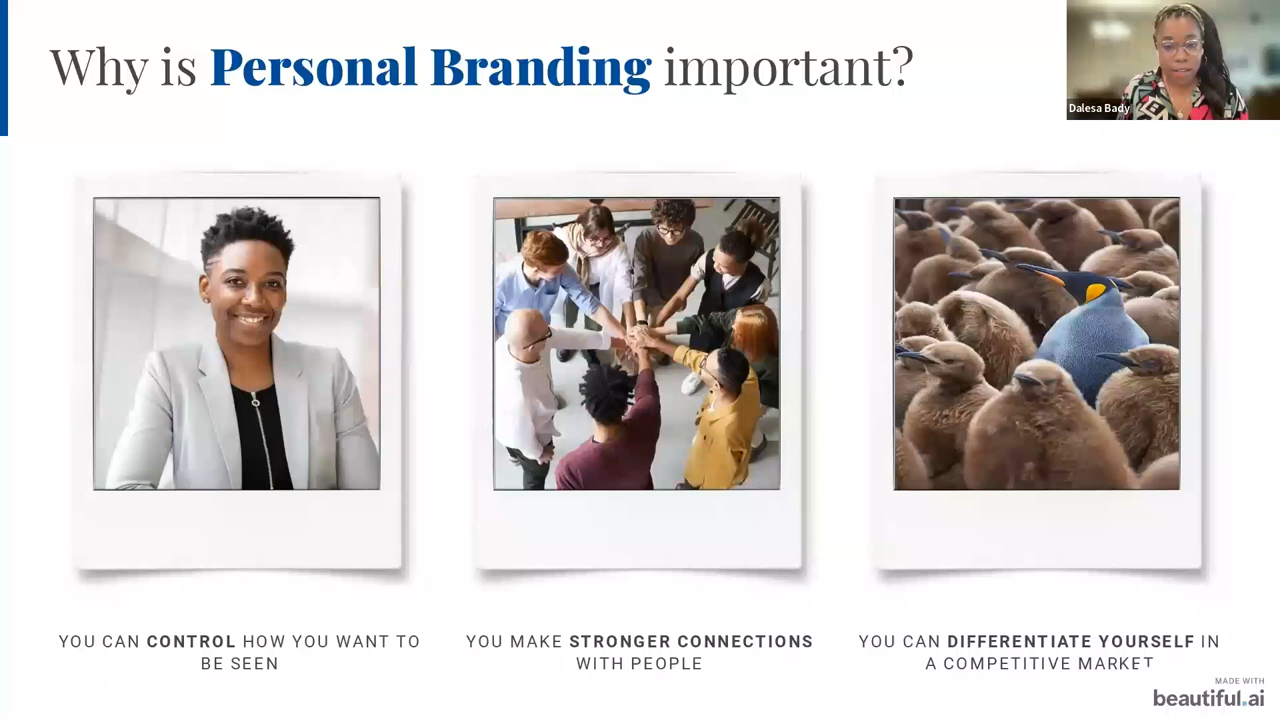 Why is Personal Branding important?
Dalesa Bady
YOU CAN CONTROL HOW YOU WANT TO
BE SEEN
YOU MAKE STRONGER CONNECTIONS
WITH PEOPLE
YOU CAN DIFFERENTIATE YOURSELF IN
A COMPETITIVE MARKET
MADE WITH
beautiful.ai